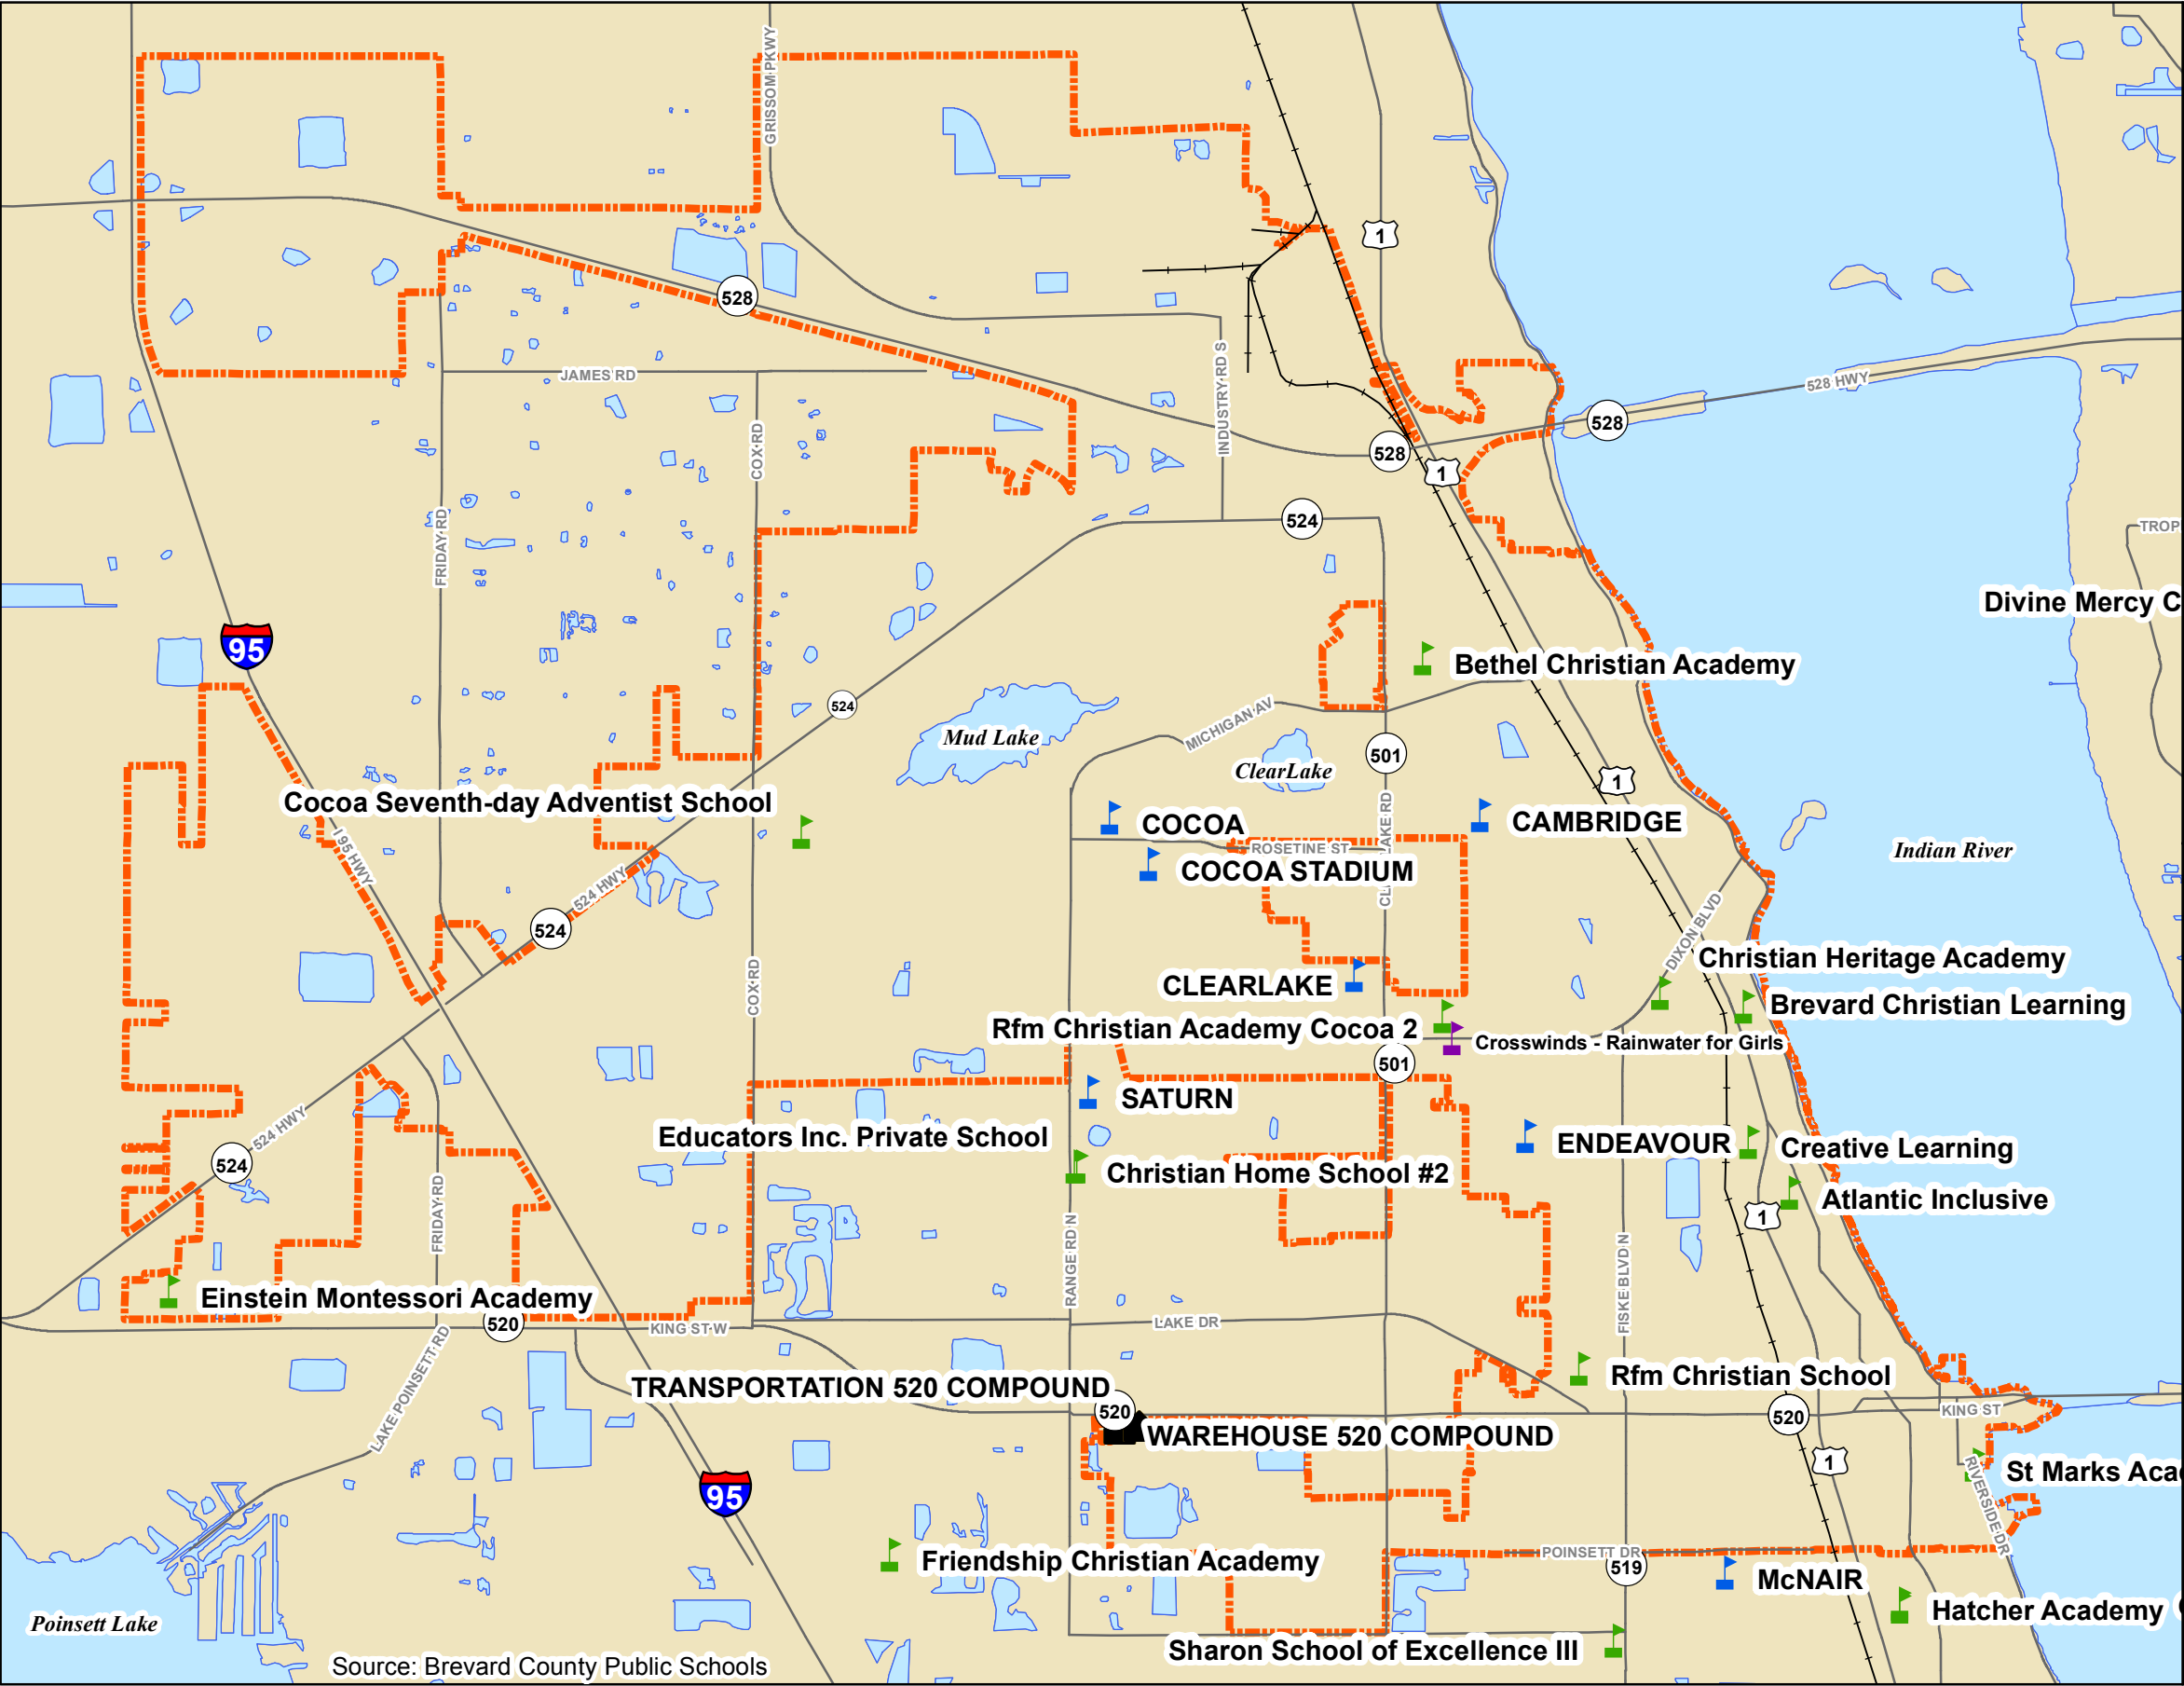 GRISSOM PKWY
1
528
JAMES RD
528 HWY
528
INDUSTRY RD S
COX RD
528
1
524
TROP
FRIDAY RD
Divine Mercy C
95
Bethel Christian Academy
524
MICHIGAN AV
Mud Lake
501
ClearLake
1
Cocoa Seventh-day Adventist School
COCOA
CAMBRIDGE
I 95 HWY
ROSETINE ST
Indian River
COCOA STADIUM
524 HWY
524
DIXON BLVD
Christian Heritage Academy
CLEARLAKE
COX RD
Brevard Christian Learning
Rfm Christian Academy Cocoa 2
Crosswinds - Rainwater for Girls
501
SATURN
524 HWY
Educators Inc. Private School
ENDEAVOUR
Creative Learning
524
Christian Home School #2
Atlantic Inclusive
FRIDAY RD
1
RANGE RD N
FISKE BLVD N
Einstein Montessori Academy
520
KING ST W
LAKE DR
LAKE POINSETT RD
Rfm Christian School
TRANSPORTATION 520 COMPOUND
520
520
KING ST
WAREHOUSE 520 COMPOUND
1
St Marks Aca
95
RIVERSIDE DR
Friendship Christian Academy
POINSETT DR
519
McNAIR
Hatcher Academy
Poinsett Lake
Sharon School of Excellence III
Source: Brevard County Public Schools